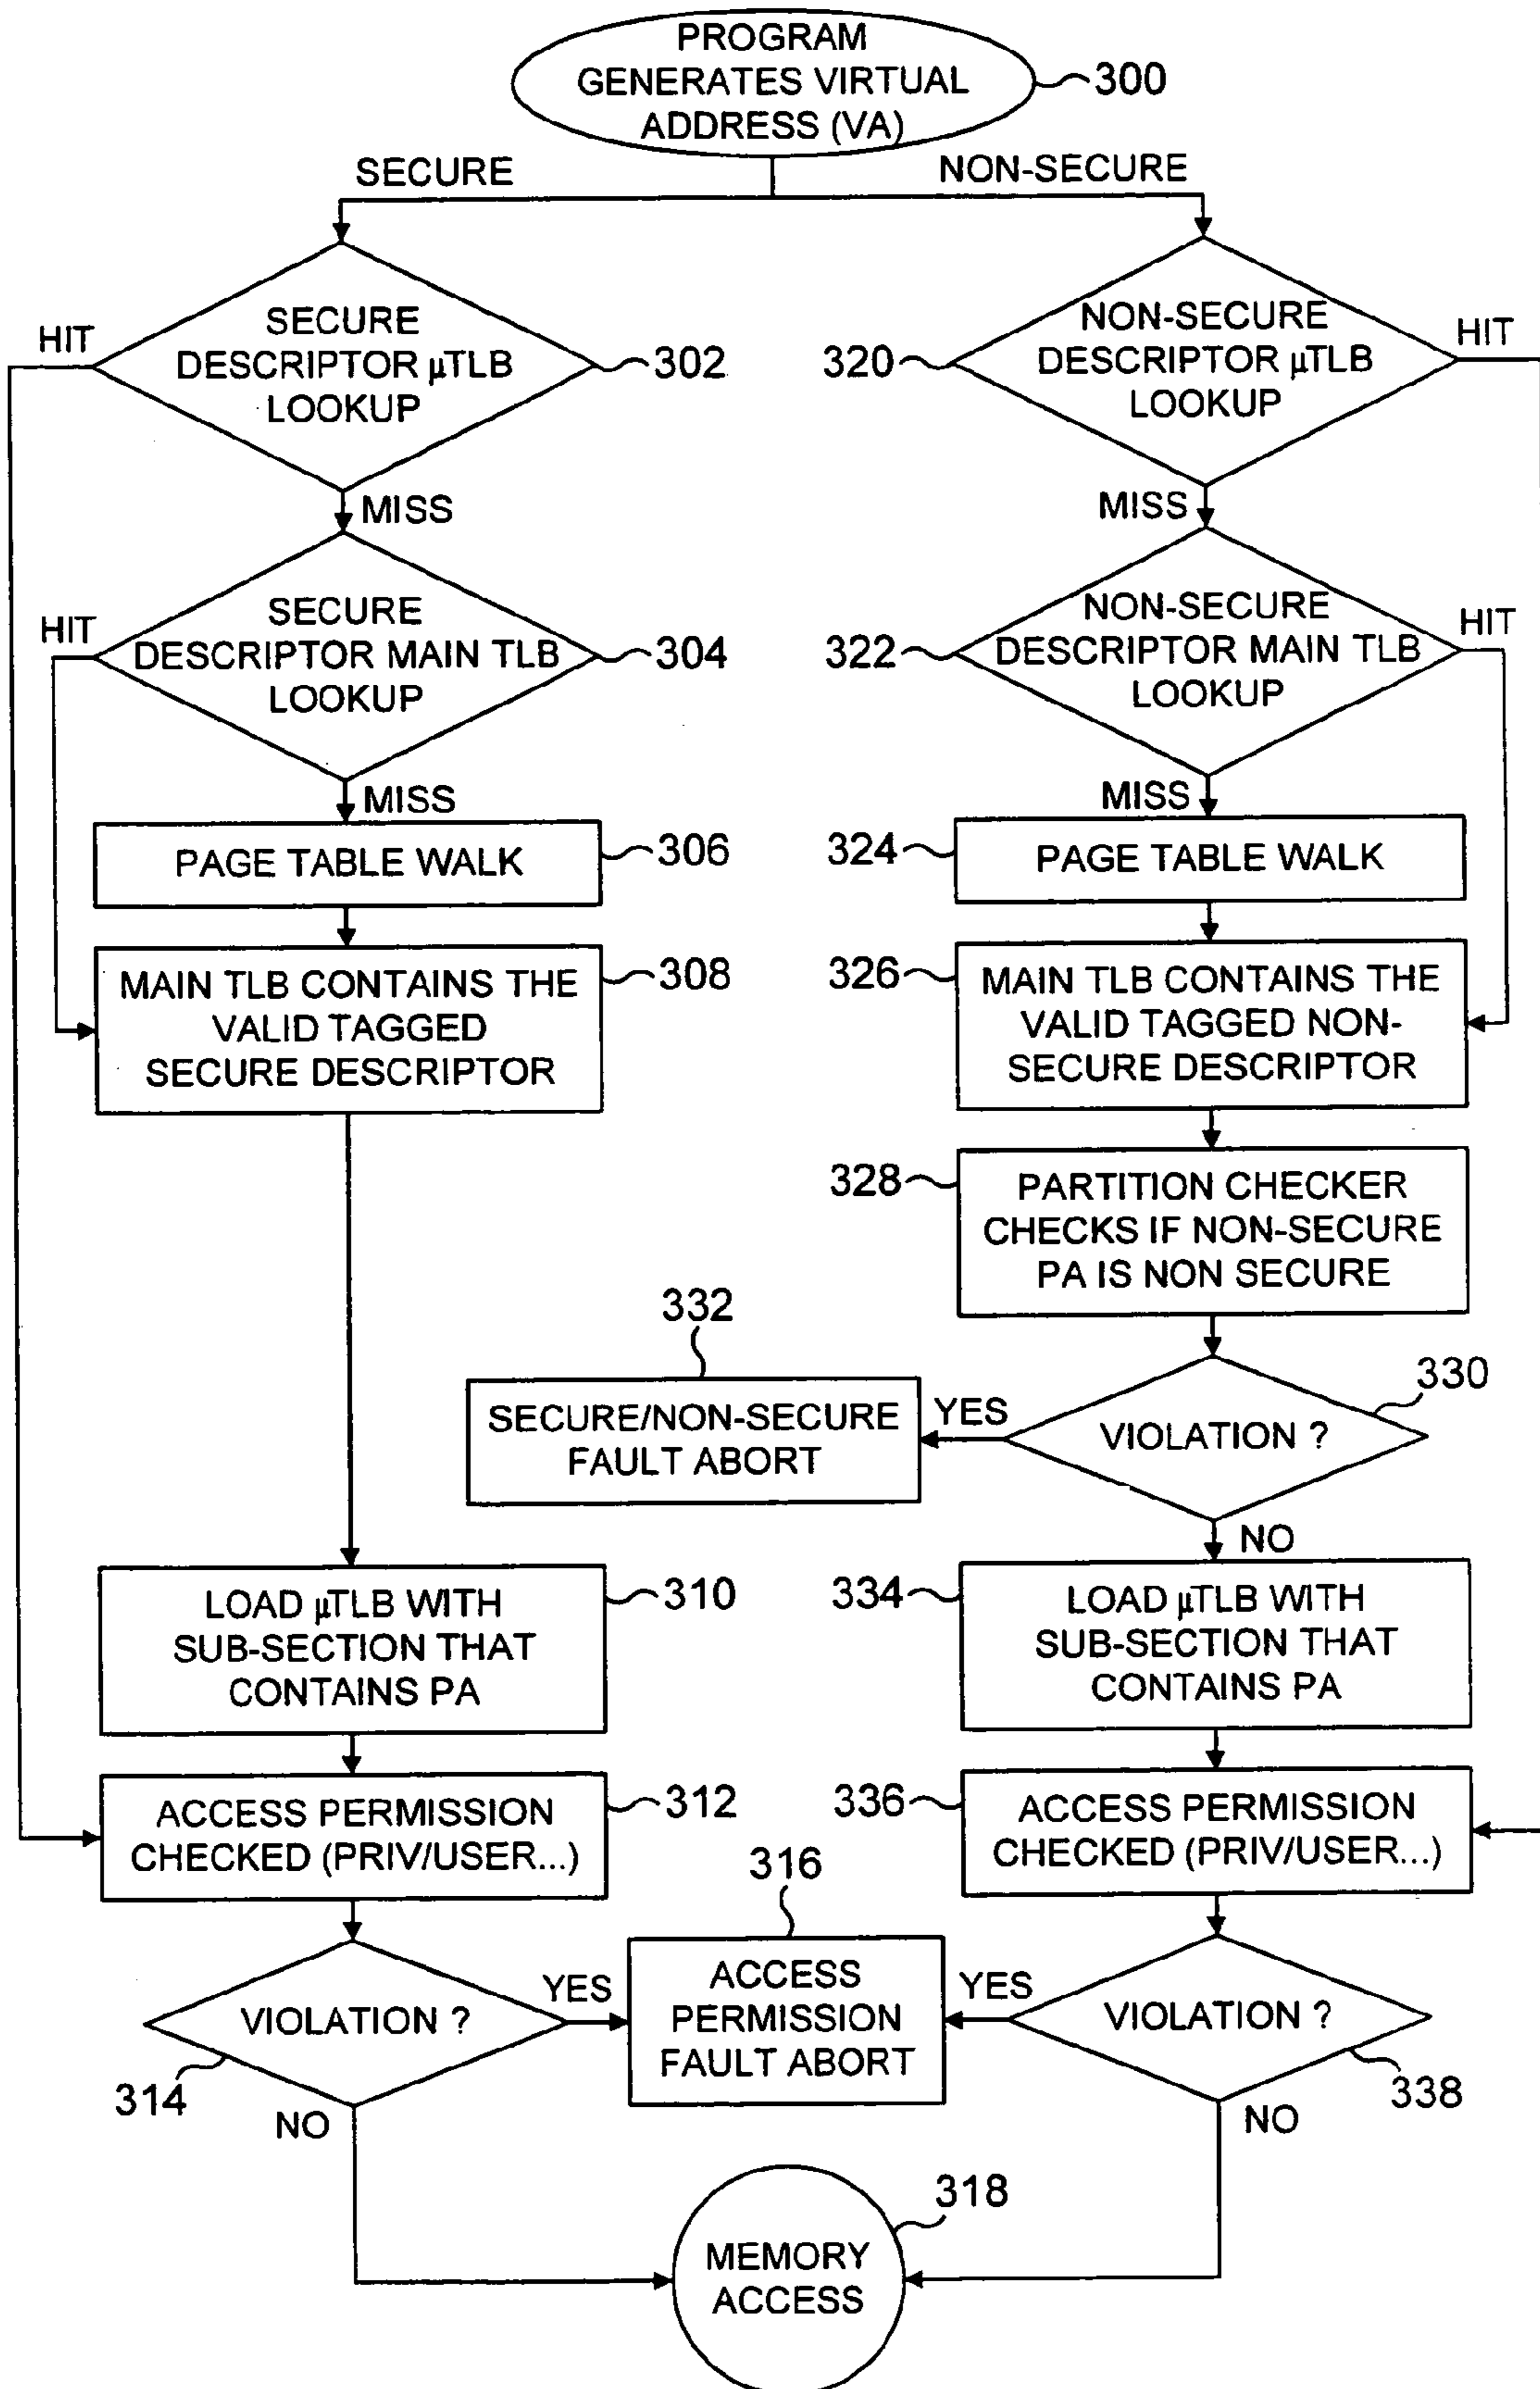 PROGRAM
GENERATES VIRTUAL
ADDRESS (VA)
300
SECURE
NON-SECURE
HIT
SECURE
DESCRIPTOR μTLB
LOOKUP
302
320
NON-SECURE
DESCRIPTOR μTLB
LOOKUP
HIT
MISS
MISS
HIT
SECURE
DESCRIPTOR MAIN TLB
LOOKUP
304
322
NON-SECURE
DESCRIPTOR MAIN TLB
LOOKUP
HIT
MISS
MISS
PAGE TABLE WALK
306
324
PAGE TABLE WALK
MAIN TLB CONTAINS THE
VALID TAGGED
SECURE DESCRIPTOR
308
326
MAIN TLB CONTAINS THE
VALID TAGGED NON-
SECURE DESCRIPTOR
328
PARTITION CHECKER
CHECKS IF NON-SECURE
PA IS NON SECURE
332
SECURE/NON-SECURE
FAULT ABORT
YES
VIOLATION ?
330
NO
LOAD μTLB WITH
SUB-SECTION THAT
CONTAINS PA
310
334
LOAD μTLB WITH
SUB-SECTION THAT
CONTAINS PA
ACCESS PERMISSION
CHECKED (PRIV/USER...)
312
336
ACCESS PERMISSION
CHECKED (PRIV/USER...)
316
VIOLATION ?
314
YES
ACCESS
PERMISSION
FAULT ABORT
YES
VIOLATION ?
338
NO
NO
318
MEMORY
ACCESS